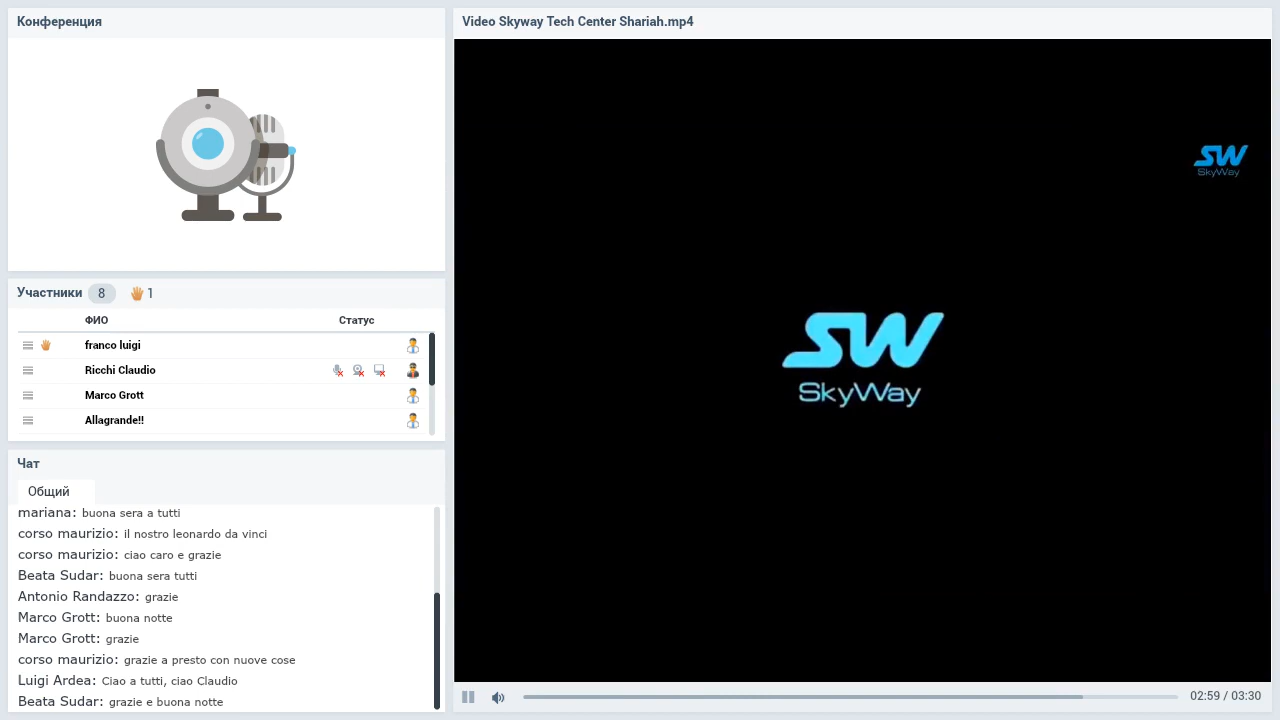 Конференция
Участники 8 1
ФИО Статус
franco luigi
Ricchi Claudio
Marco Grott
Allagrande!!
Чат
Общий
mariana: buona sera a tutti
corso maurizio: il nostro leonardo da vinci
corso maurizio: ciao caro e grazie
Beata Sudar: buona sera tutti
Antonio Randazzo: grazie
Marco Grott: buona notte
Marco Grott: grazie
corso maurizio: grazie a presto con nuove cose
Luigi Ardea: Ciao a tutti, ciao Claudio
Beata Sudar: grazie e buona notte
Video Skyway Tech Center Shariah.mp4
SW
SkyWay
SW
SkyWay
02:59 / 03:30